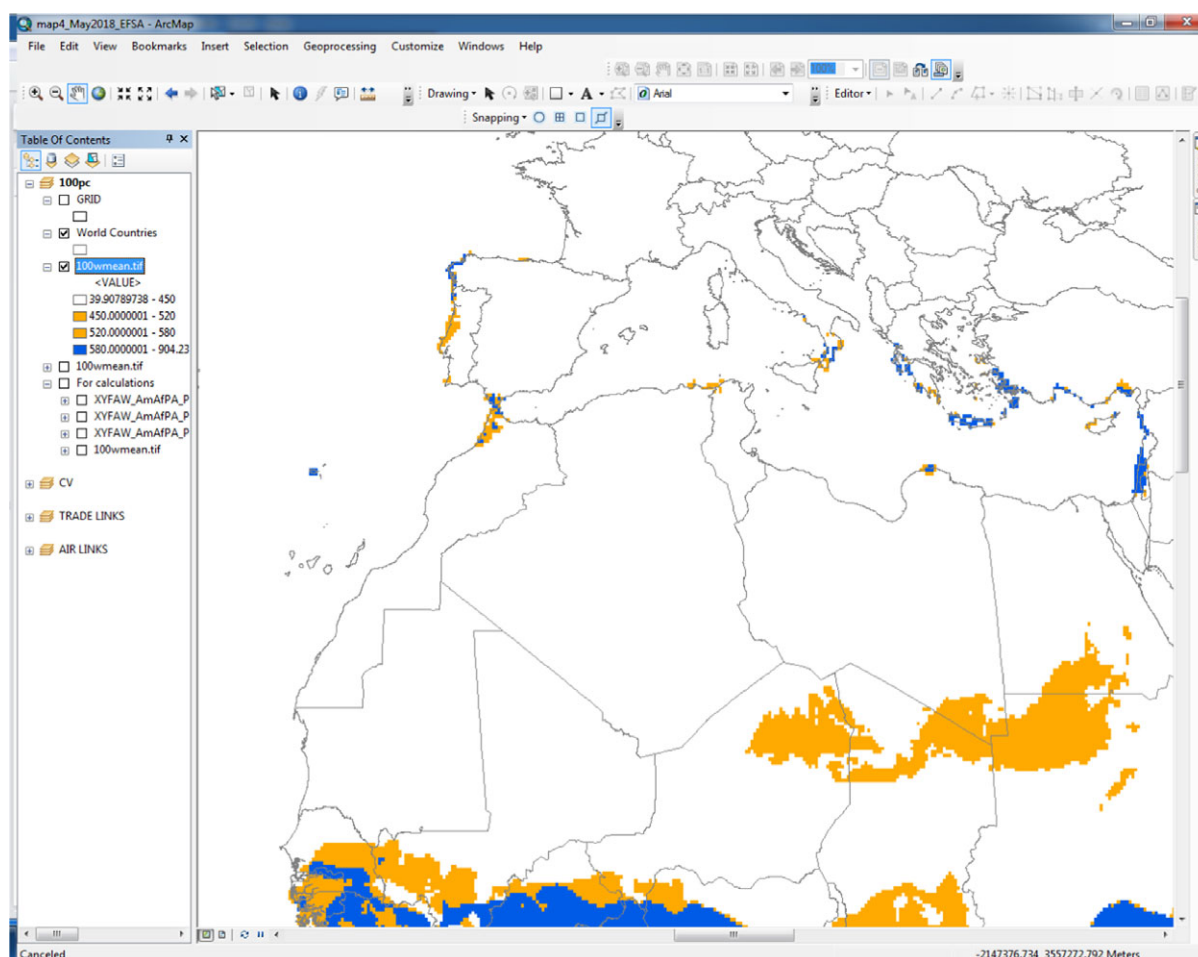 map4_May2018_EFSA - ArcMap
File Edit View Bookmarks Insert Selection Geoprocessing Customize Windows Help
100%
Drawing A Arial Editor
Snapping
Table Of Contents
100pc
GRID
World Countries
100wmean.tif
<VALUE>
39.90789738 - 450
450.0000001 - 520
520.0000001 - 580
580.0000001 - 904.23
100wmean.tif
For calculations
XYFAW_AmAfPA_P
XYFAW_AmAfPA_P
XYFAW_AmAfPA_P
100wmean.tif
CV
TRADE LINKS
AIR LINKS
Canceled
-2147376.734 3557272.792 Meters